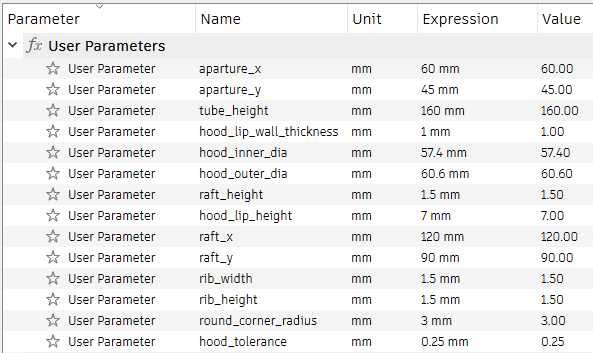 Parameter Name Unit Expression Value
fx User Parameters
User Parameter aparture_x mm 60 mm 60.00
User Parameter aparture_y mm 45 mm 45.00
User Parameter tube_height mm 160 mm 160.00
User Parameter hood_lip_wall_thickness mm 1 mm 1.00
User Parameter hood_inner_dia mm 57.4 mm 57.40
User Parameter hood_outer_dia mm 60.6 mm 60.60
User Parameter raft_height mm 1.5 mm 1.50
User Parameter hood_lip_height mm 7 mm 7.00
User Parameter raft_x mm 120 mm 120.00
User Parameter raft_y mm 90 mm 90.00
User Parameter rib_width mm 1.5 mm 1.50
User Parameter rib_height mm 1.5 mm 1.50
User Parameter round_corner_radius mm 3 mm 3.00
User Parameter hood_tolerance mm 0.25 mm 0.25